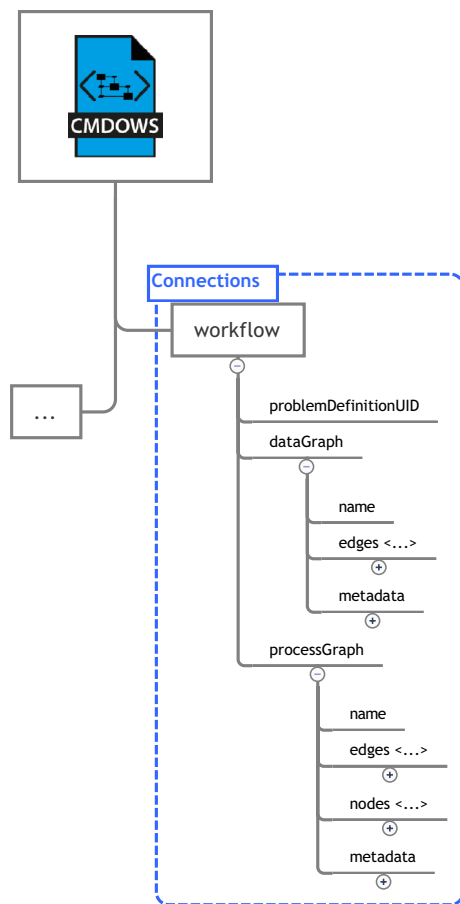 CMDOWS
Connections
workflow
...
problemDefinitionUID
dataGraph
name
edges <...>
metadata
processGraph
name
edges <...>
nodes <...>
metadata